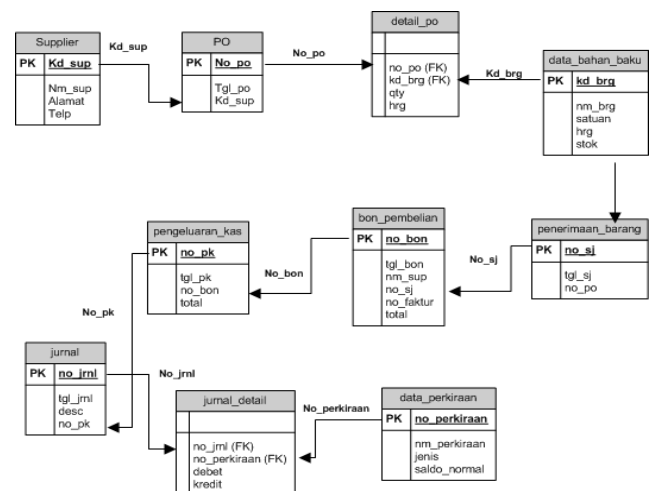 Supplier
PK Kd_sup
Nm_sup
Alamat
Telp
Kd_sup
PO
PK No_po
Tgl_po
Kd_sup
No_po
detail_po
no_po (FK)
kd_brg (FK)
qty
hrg
Kd_brg
data_bahan_baku
PK kd_brg
nm_brg
satuan
hrg
stok
pengeluaran_kas
PK no_pk
tgl_pk
no_bon
total
No_bon
bon_pembelian
PK no_bon
tgl_bon
nm_sup
no_sj
no_faktur
total
No_sj
penerimaan_barang
PK no_sj
tgl_sj
no_po
No_pk
jurnal
PK no_jrnl
tgl_jrnl
desc
no_pk
No_jrnl
jurnal_detail
no_jrnl (FK)
no_perkiraan (FK)
debet
kredit
No_perkiraan
data_perkiraan
PK no_perkiraan
nm_perkiraan
jenis
saldo_normal